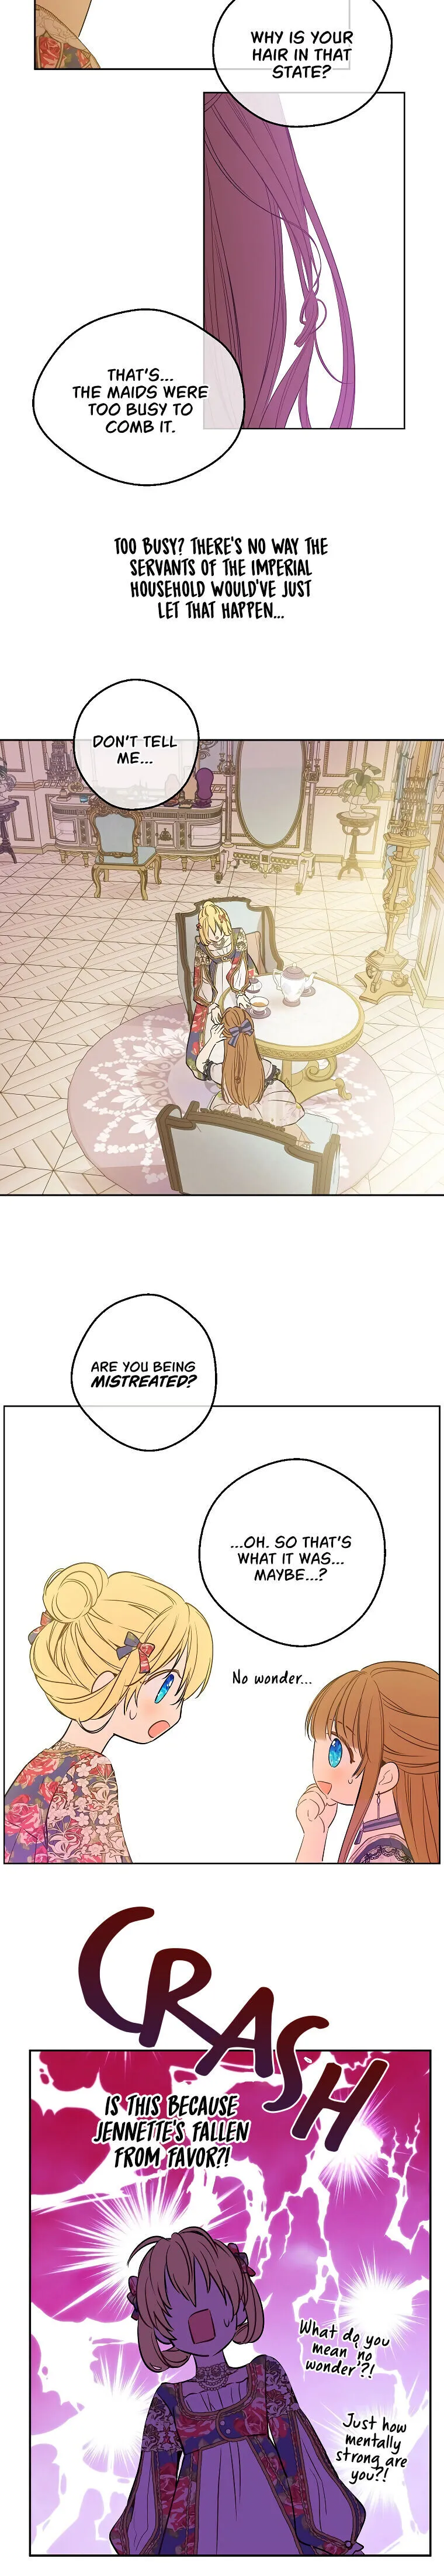 WHY IS YOUR
HAIR IN THAT
STATE?
THAT'S...
THE MAIDS WERE
TOO BUSY TO
COMB IT.
TOO BUSY? THERE'S NO WAY THE
SERVANTS OF THE IMPERIAL
HOUSEHOLD WOULD'VE JUST
LET THAT HAPPEN...
DON'T TELL
ME...
ARE YOU BEING
MISTREATED?
...OH. SO THAT'S
WHAT IT WAS...
MAYBE...?
No wonder...
CRASH
IS THIS BECAUSE
JENNETTE'S FALLEN
FROM FAVOR?!
What do you
mean 'no
wonder'?!
Just how
mentally
strong are
you?!